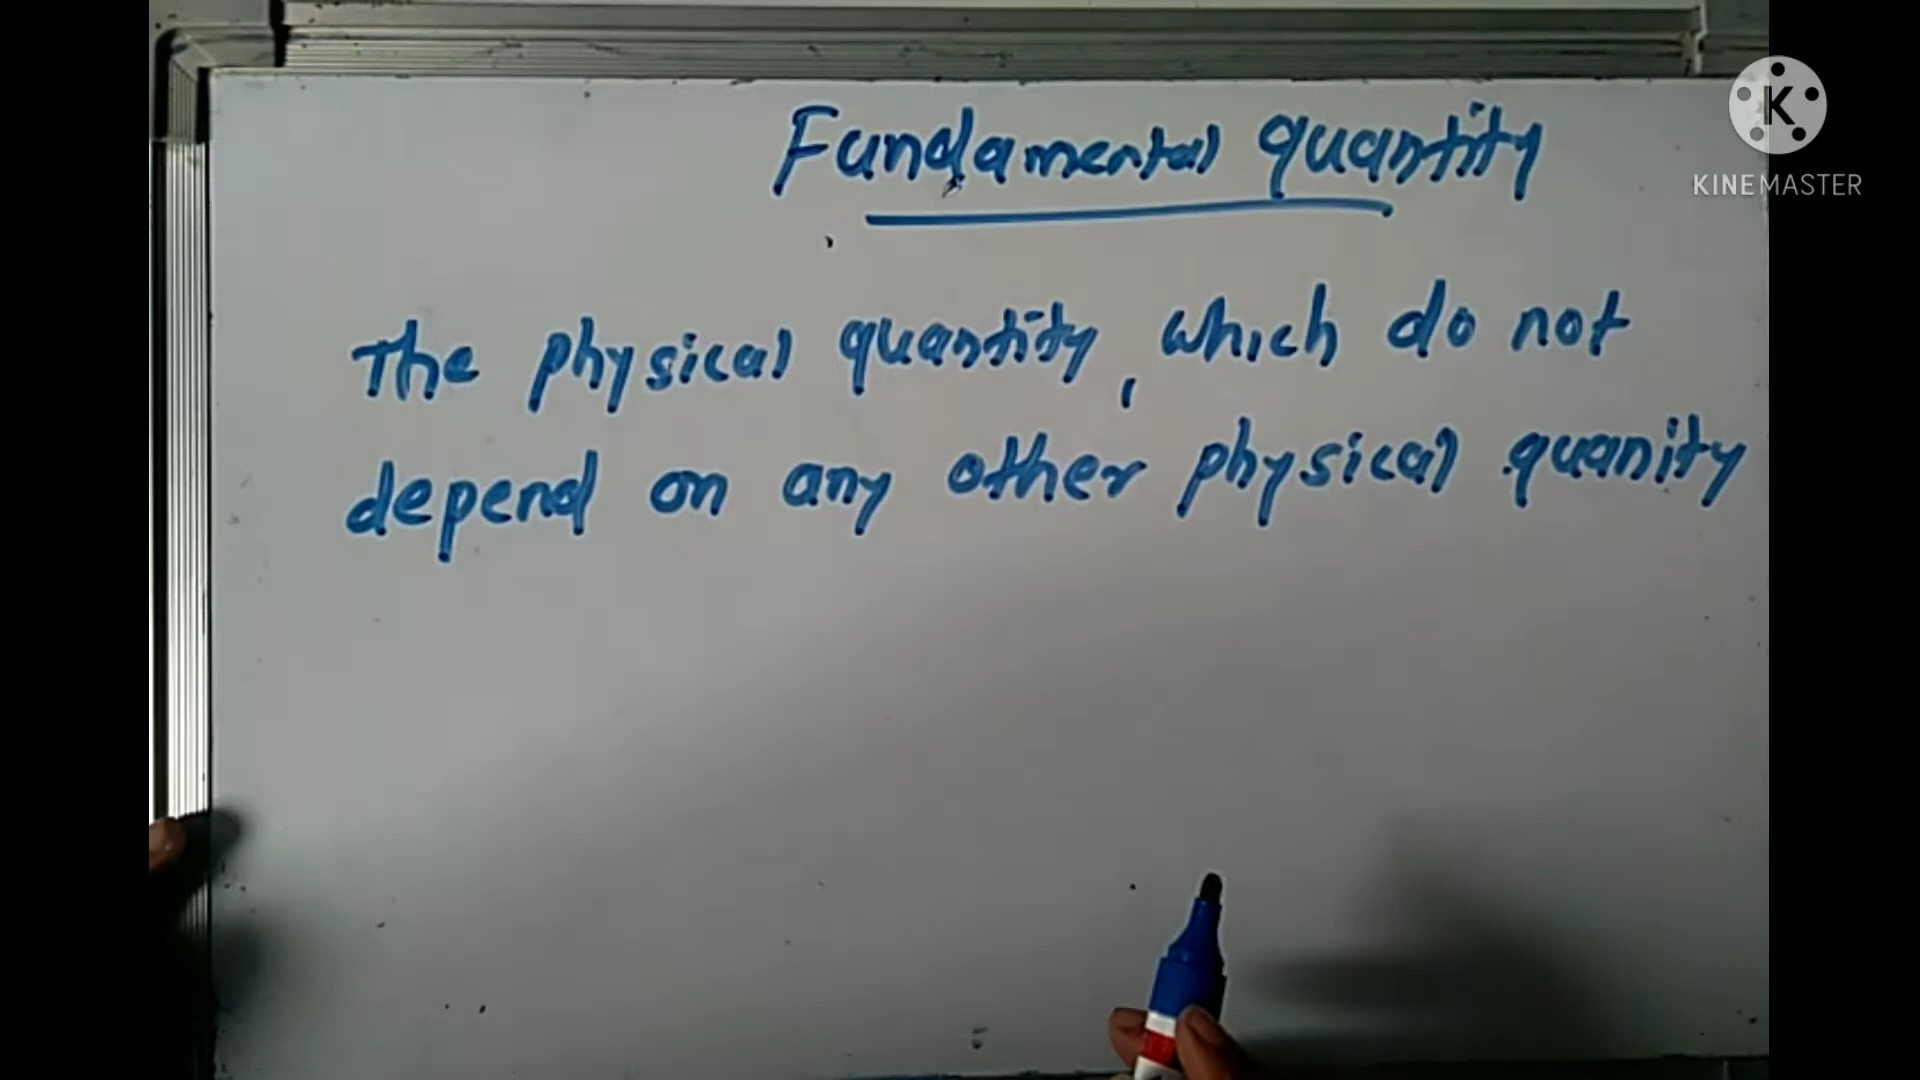 Fundamental quantity
The physical quantity, which do not
depend on any other physical quanity
K
KINEMASTER